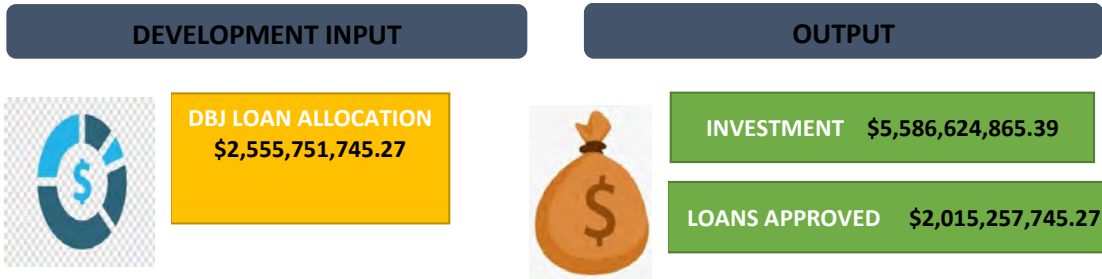 DEVELOPMENT INPUT
OUTPUT
DBJ LOAN ALLOCATION
$2,555,751,745.27
$
$
INVESTMENT $5,586,624,865.39
LOANS APPROVED $2,015,257,745.27